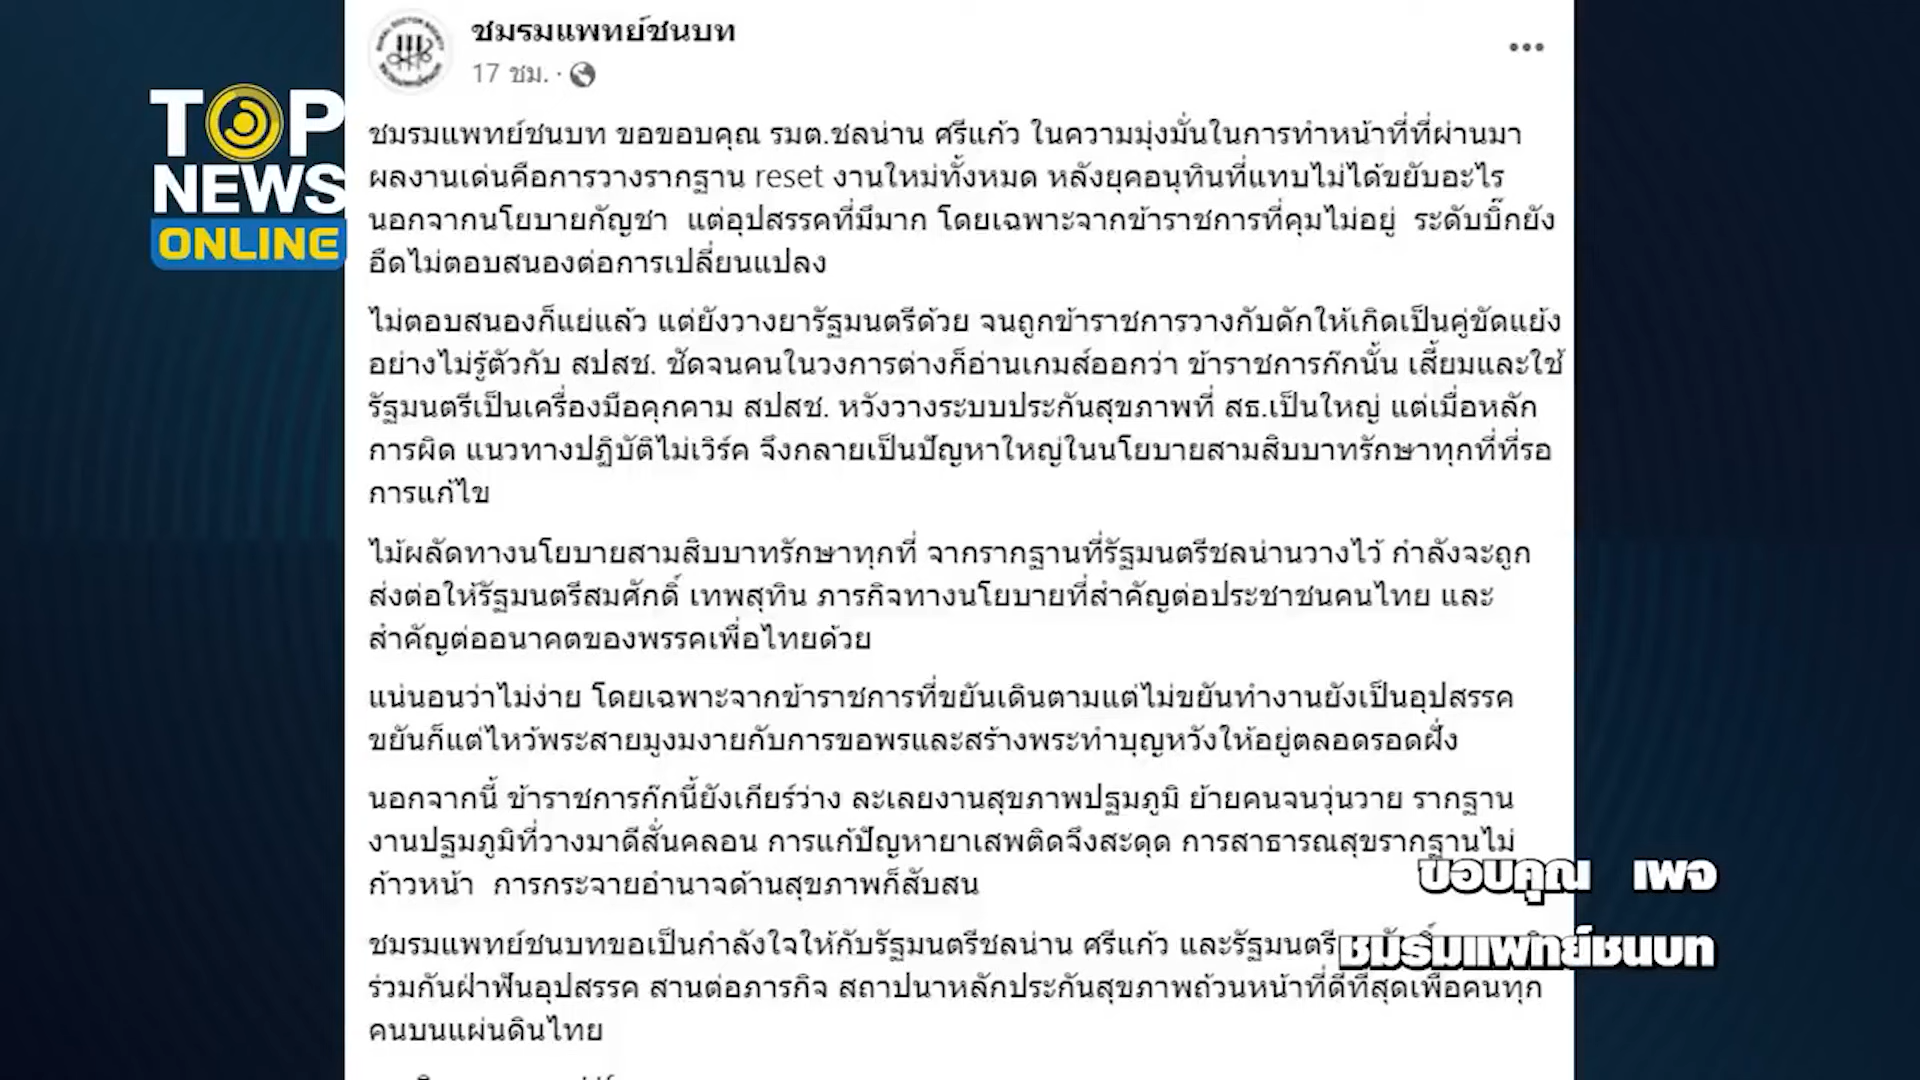 TOP
NEWS
ONLINE
ชมรมแพทย์ชนบท
17 ชม. ·
ชมรมแพทย์ชนบท ขอขอบคุณ รมต.ชลน่าน ศรีแก้ว ในความมุ่งมั่นในการทำหน้าที่ที่ผ่านมา
ผลงานเด่นคือการวางรากฐาน reset งานใหม่ทั้งหมด หลังยุคอนุทินที่แทบไม่ได้ขยับอะไร
นอกจากนโยบายกัญชา แต่อุปสรรคที่มีมาก โดยเฉพาะจากข้าราชการที่คุมไม่อยู่ ระดับบิ๊กยัง
อืดไม่ตอบสนองต่อการเปลี่ยนแปลง
ไม่ตอบสนองก็แย่แล้ว แต่ยังวางยารัฐมนตรีด้วย จนถูกข้าราชการวางกับดักให้เกิดเป็นคู่ขัดแย้ง
อย่างไม่รู้ตัวกับ สปสช. ชัดจนคนในวงการต่างก็อ่านเกมส์ออกว่า ข้าราชการก๊กนั้น เสี้ยมและใช้
รัฐมนตรีเป็นเครื่องมือคุกคาม สปสช. หวังวางระบบประกันสุขภาพที่ สธ.เป็นใหญ่ แต่เมื่อหลัก
การผิด แนวทางปฏิบัติไม่เวิร์ค จึงกลายเป็นปัญหาใหญ่ในนโยบายสามสิบบาทรักษาทุกที่ที่รอ
การแก้ไข
ไม้ผลัดทางนโยบายสามสิบบาทรักษาทุกที่ จากรากฐานที่รัฐมนตรีชลน่านวางไว้ กำลังจะถูก
ส่งต่อให้รัฐมนตรีสมศักดิ์ เทพสุทิน ภารกิจทางนโยบายที่สำคัญต่อประชาชนคนไทย และ
สำคัญต่ออนาคตของพรรคเพื่อไทยด้วย
แน่นอนว่าไม่ง่าย โดยเฉพาะจากข้าราชการที่ขยันเดินตามแต่ไม่ขยันทำงานยังเป็นอุปสรรค
ขยันก็แต่ไหว้พระสายมูงมงายกับการขอพรและสร้างพระทำบุญหวังให้อยู่ตลอดรอดฝั่ง
นอกจากนี้ ข้าราชการก๊กนี้ยังเกียร์ว่าง ละเลยงานสุขภาพปฐมภูมิ ย้ายคนจนวุ่นวาย รากฐาน
งานปฐมภูมิที่วางมาดีสั่นคลอน การแก้ปัญหายาเสพติดจึงสะดุด การสาธารณสุขรากฐานไม่
ก้าวหน้า การกระจายอำนาจด้านสุขภาพก็สับสน
ชมรมแพทย์ชนบทขอเป็นกำลังใจให้กับรัฐมนตรีชลน่าน ศรีแก้ว และรัฐมนตรี
ร่วมกันฝ่าฟันอุปสรรค สานต่อภารกิจ สถาปนาหลักประกันสุขภาพถ้วนหน้าที่ดีที่สุดเพื่อคนทุก
คนบนแผ่นดินไทย
ขอบคุณ เพจ
ชมรมแพทย์ชนบท